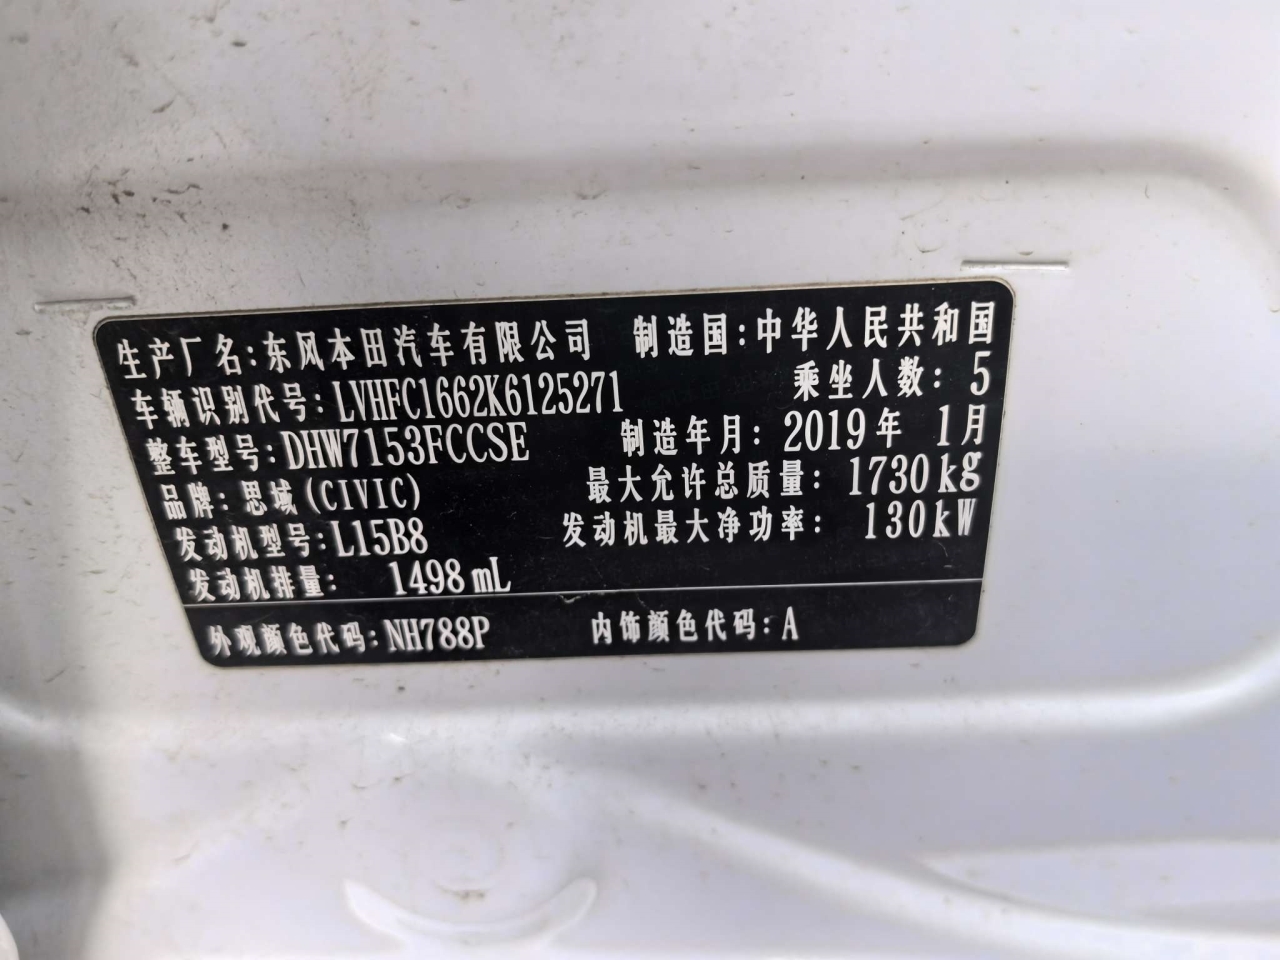 生产厂名:东风本田汽车有限公司 制造国:中华人民共和国
车辆识别代号:LVHFC1662K6125271 乘坐人数:5
整车型号:DHW7153FCCSE 制造年月:2019年 1月
品牌:思域(CIVIC) 最大允许总质量:1730kg
发动机型号:L15B8 发动机最大净功率:130kW
发动机排量: 1498mL
外观颜色代码:NH788P 内饰颜色代码:A